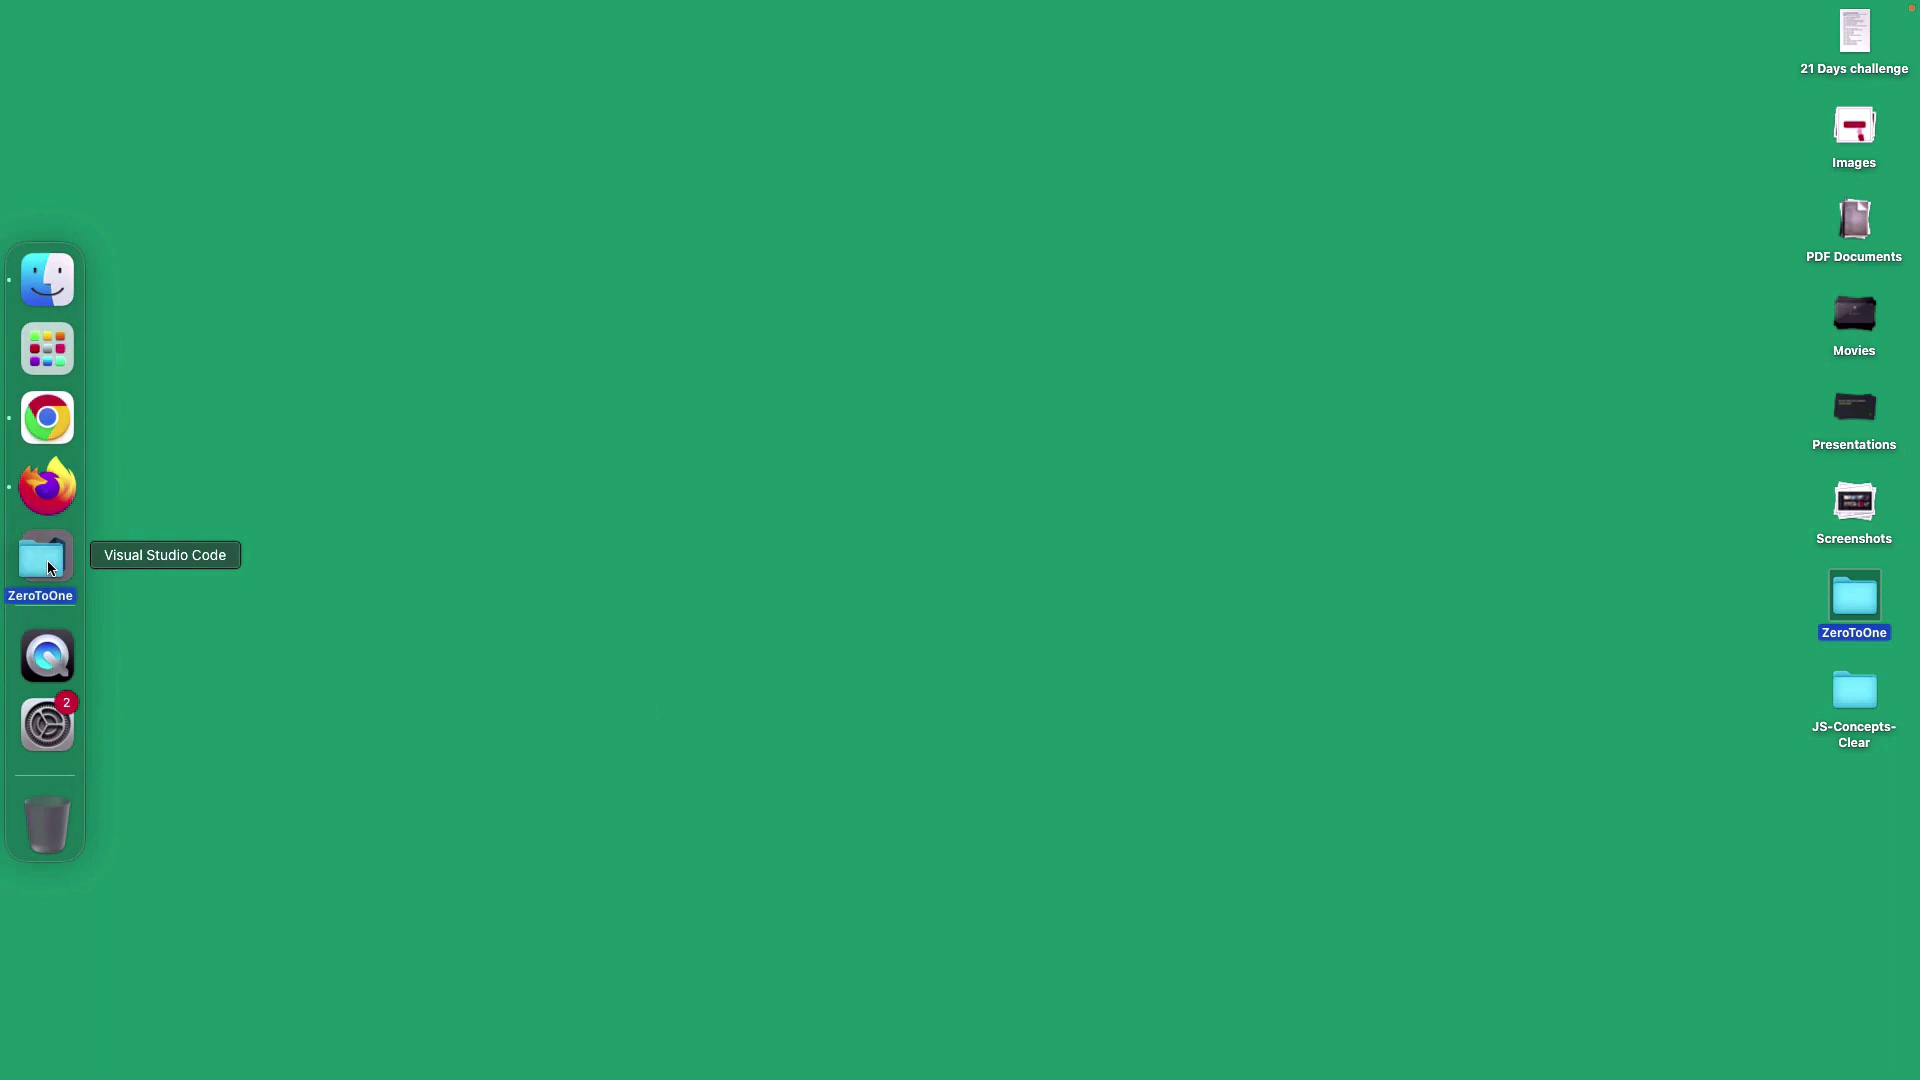 21 Days challenge
Images
PDF Documents
Movies
Presentations
Screenshots
Visual Studio Code
ZeroToOne
ZeroToOne
2
JS-Concepts-
Clear